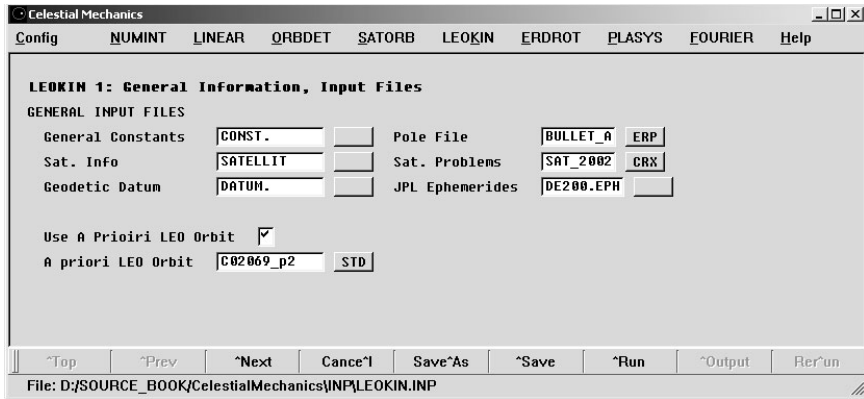 Celestial Mechanics
Config NUMINT LINEAR ORBDET SATORB LEOKIN ERDROT PLASYS FOURIER Help
LEOKIN 1: General Information, Input Files
GENERAL INPUT FILES
General Constants CONST. Pole File BULLET_A ERP
Sat. Info SATELLIT Sat. Problems SAT_2002 CRX
Geodetic Datum DATUM. JPL Ephemerides DE200.EPH
Use A Prioiri LEO Orbit
A priori LEO Orbit C02069_p2 STD
^Top ^Prev ^Next Cance^l Save^As ^Save ^Run ^Output Rer^un
File: D:/SOURCE_BOOK/CelestialMechanics\INP\LEOKIN.INP